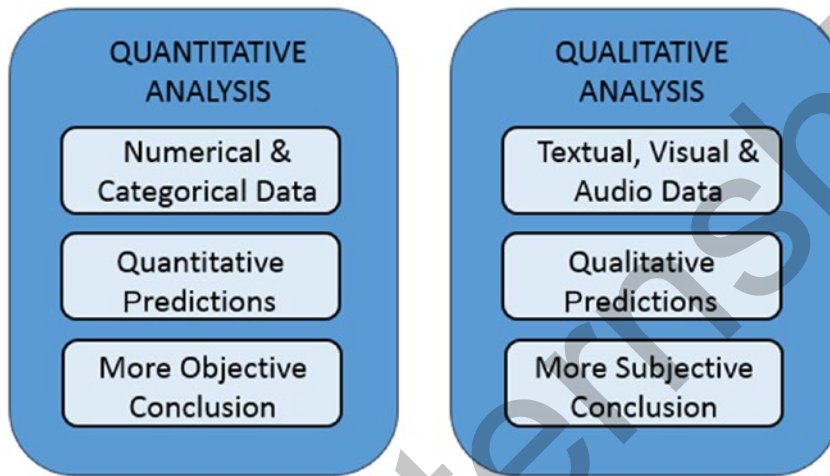 QUANTITATIVE
ANALYSIS
Numerical &
Categorical Data
Quantitative
Predictions
More Objective
Conclusion
QUALITATIVE
ANALYSIS
Textual, Visual &
Audio Data
Qualitative
Predictions
More Subjective
Conclusion